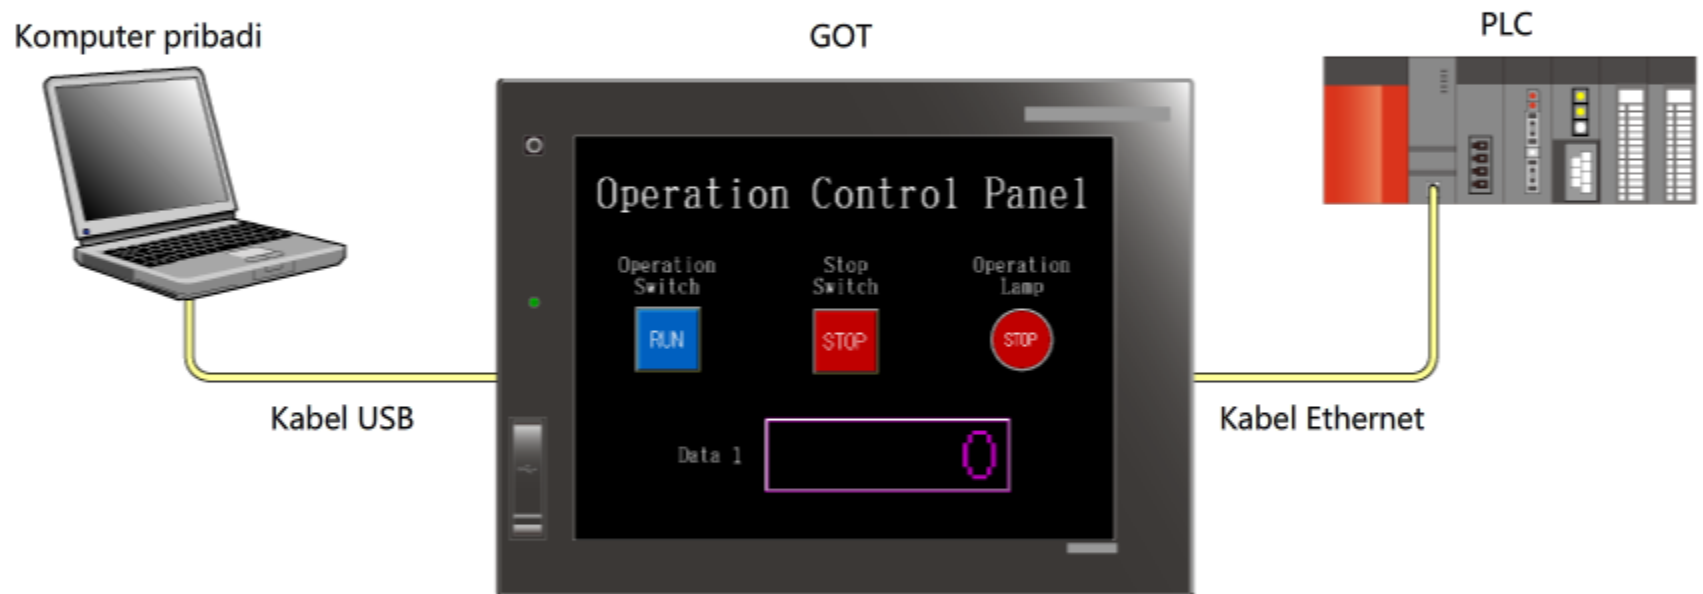 Komputer pribadi
GOT
PLC
Operation Control Panel
Operation
Switch
Stop
Switch
Operation
Lamp
RUN
STOP
STOP
Kabel USB
Kabel Ethernet
Data 1
0